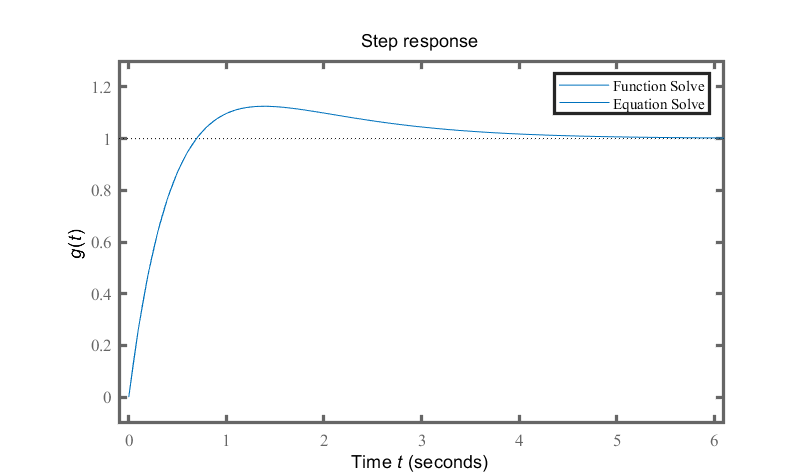 Step response
Function Solve
Equation Solve
1.2
1
0.8
0.6
0.4
0.2
0
g(t)
0 1 2 3 4 5 6
Time t (seconds)